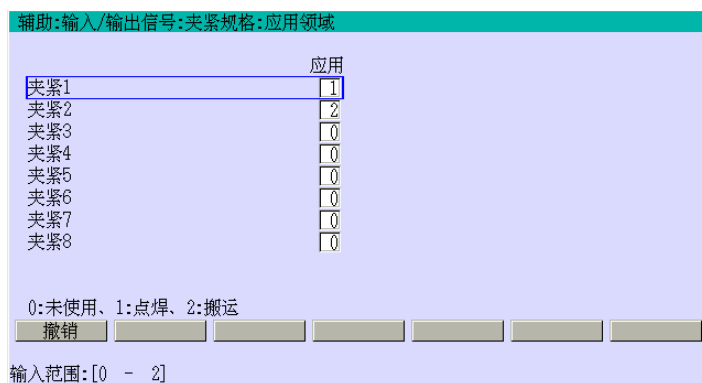 辅助:输入/输出信号:夹紧规格:应用领域
应用
夹紧1 1
夹紧2 2
夹紧3 0
夹紧4 0
夹紧5 0
夹紧6 0
夹紧7 0
夹紧8 0
0:未使用、1:点焊、2:搬运
撤销
输入范围:[0 - 2]